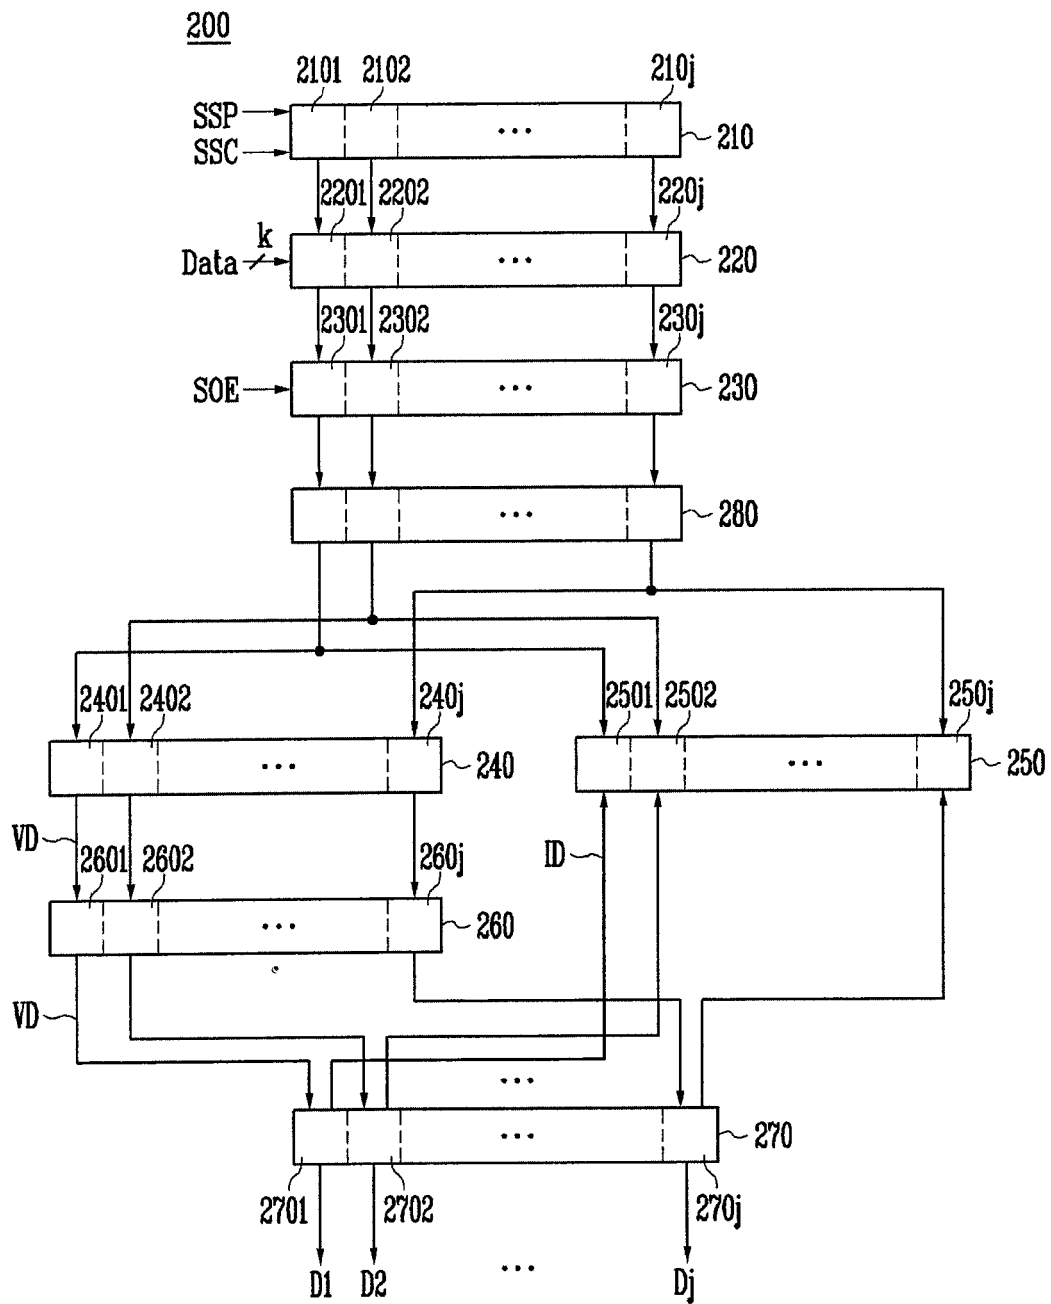 200
2101 2102 210j
SSP
SSC
... 210
2201 2202 220j
k
Data ... 220
2301 2302 230j
SOE ... 230
... 280
2401 2402 240j 2501 2502 250j
... 240 ... 250
VD ID
2601 2602 260j
... 260
VD
...
... 270
2701 2702 270j
D1 D2 ... Dj